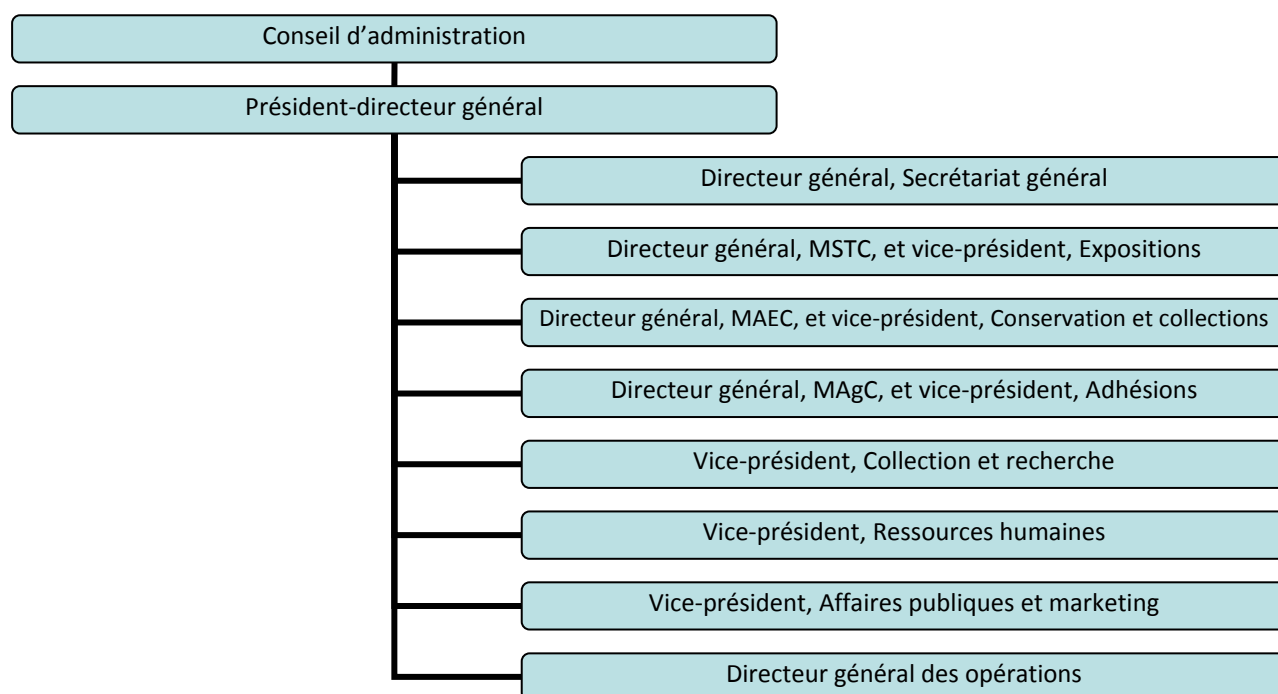 Conseil d’administration
Président-directeur général
Directeur général, Secrétariat général
Directeur général, MSTC, et vice-président, Expositions
Directeur général, MAEC, et vice-président, Conservation et collections
Directeur général, MAgC, et vice-président, Adhésions
Vice-président, Collection et recherche
Vice-président, Ressources humaines
Vice-président, Affaires publiques et marketing
Directeur général des opérations